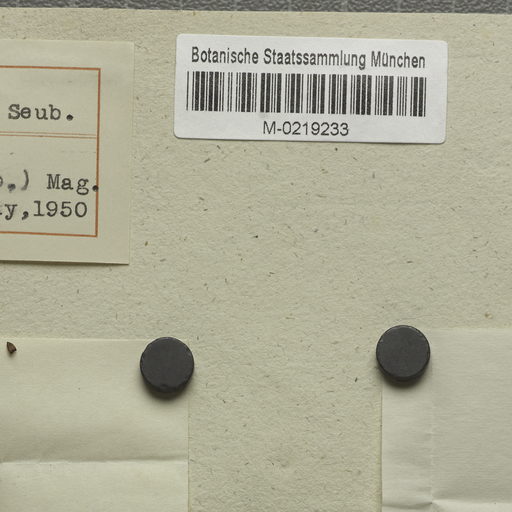 Botanische Staatssammlung München
M-0219233
Seub.
.) Mag.
y, 1950